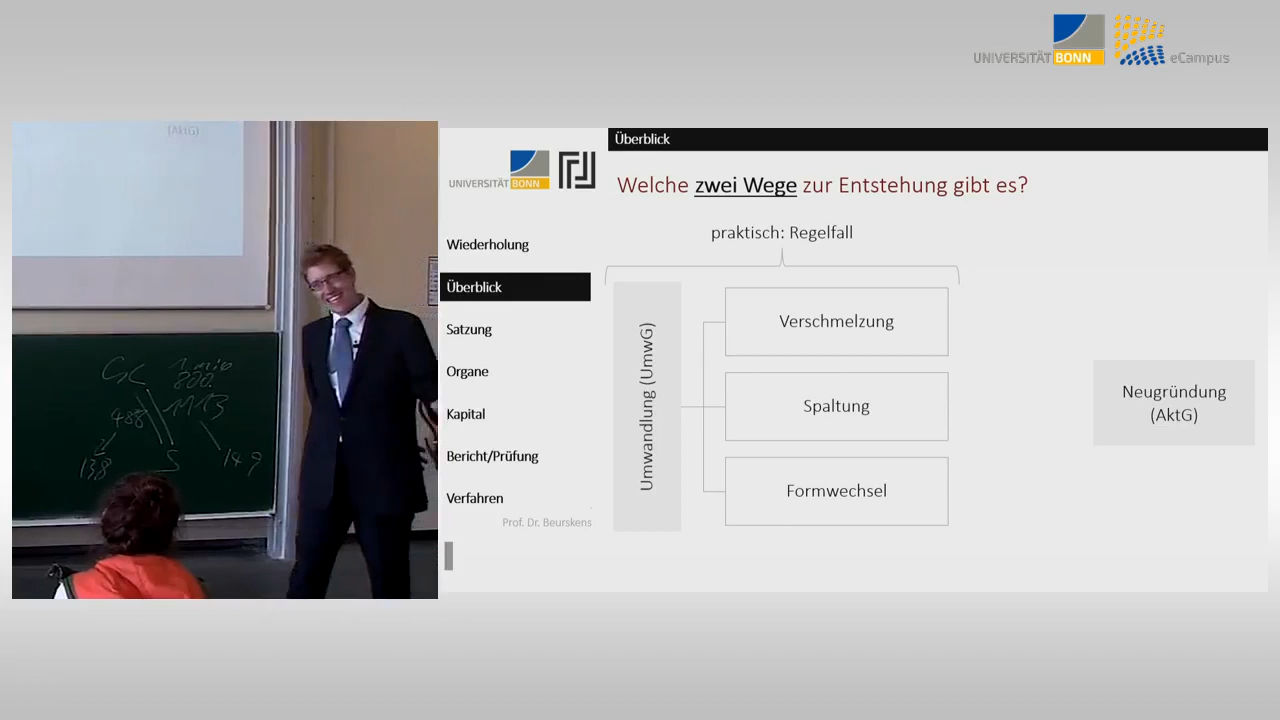 UNIVERSITÄT BONN
eCampus
(AktG)
1 mio
800.
488
1113
138
S
149
UNIVERSITÄT BONN
Wiederholung
Überblick
Satzung
Organe
Kapital
Bericht/Prüfung
Verfahren
Prof. Dr. Beurskens
Überblick
Welche zwei Wege zur Entstehung gibt es?
praktisch: Regelfall
Umwandlung (UmwG)
Verschmelzung
Spaltung
Formwechsel
Neugründung
(AktG)